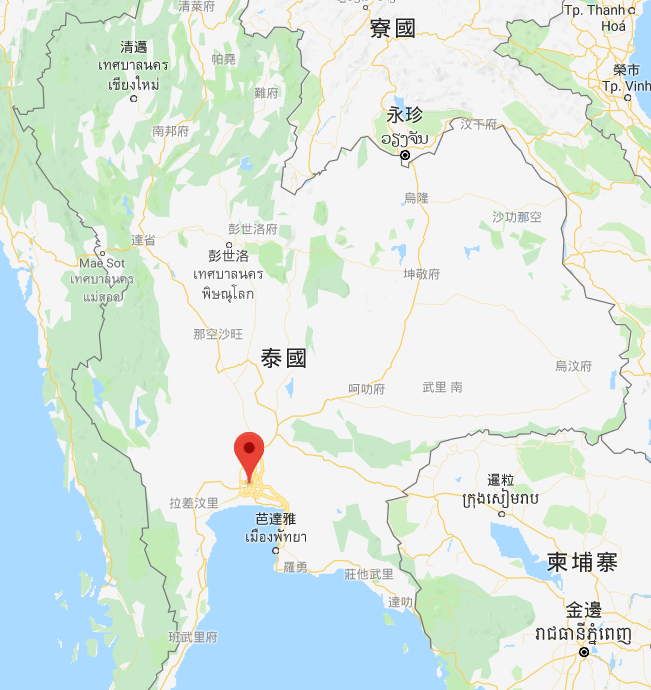 清萊府
寮國
Tp. Thanh
Hoá
清邁
เทศบาลนคร
เชียงใหม่
帕堯
難府
榮市
Tp. Vinh
永珍
ວຽງຈັນ
汶干府
南邦府
烏隆
沙功那空
彭世洛府
達省
彭世洛
เทศบาลนคร
พิษณุโลก
Mae Sot
เทศบาลนคร
แม่สอด
坤敬府
那空沙旺
泰國
烏汶府
呵叻府
武里 南
暹粒
ក្រុងសៀមរាប
拉差汶里
芭達雅
เมืองพัทยา
柬埔寨
羅勇
莊他武里
達叻
金邊
រាជធានីភ្នំពេញ
班武里府